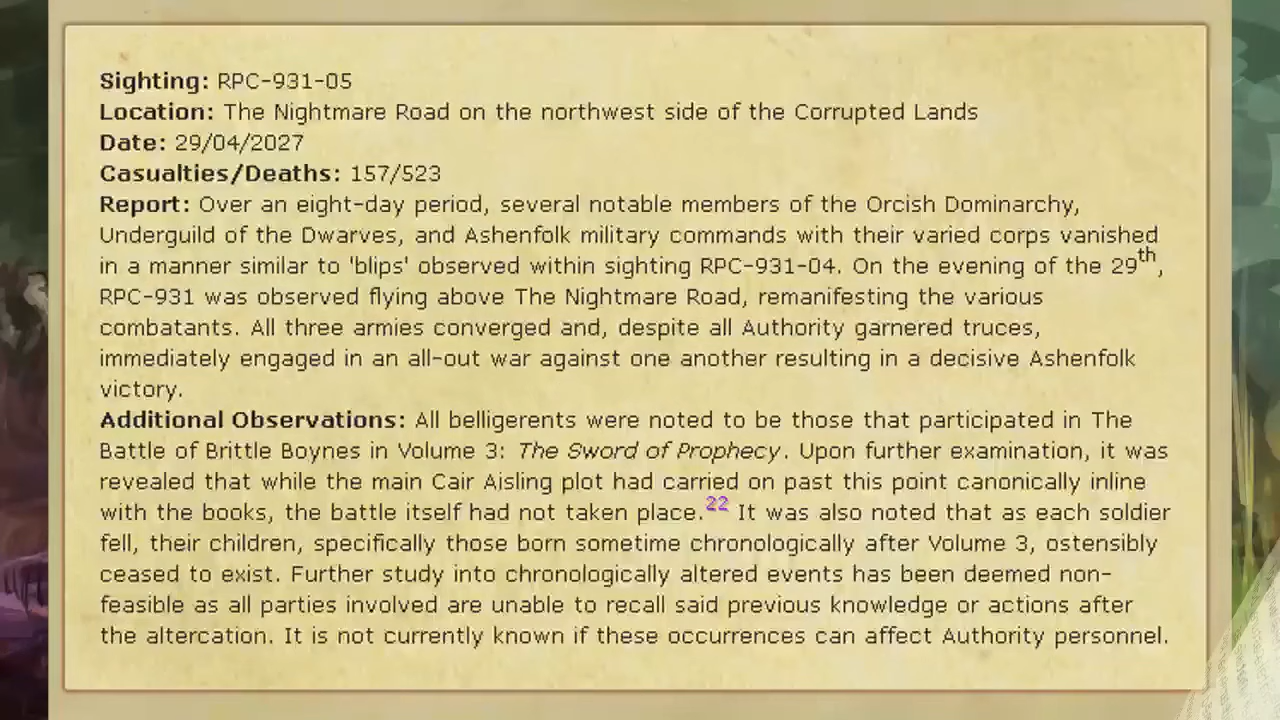 Sighting: RPC-931-05
Location: The Nightmare Road on the northwest side of the Corrupted Lands
Date: 29/04/2027
Casualties/Deaths: 157/523
Report: Over an eight-day period, several notable members of the Orcish Dominarchy,
Underguild of the Dwarves, and Ashenfolk military commands with their varied corps vanished
in a manner similar to 'blips' observed within sighting RPC-931-04. On the evening of the 29th,
RPC-931 was observed flying above The Nightmare Road, remanifesting the various
combatants. All three armies converged and, despite all Authority garnered truces,
immediately engaged in an all-out war against one another resulting in a decisive Ashenfolk
victory.
Additional Observations: All belligerents were noted to be those that participated in The
Battle of Brittle Boynes in Volume 3: The Sword of Prophecy. Upon further examination, it was
revealed that while the main Cair Aisling plot had carried on past this point canonically inline
with the books, the battle itself had not taken place.22 It was also noted that as each soldier
fell, their children, specifically those born sometime chronologically after Volume 3, ostensibly
ceased to exist. Further study into chronologically altered events has been deemed non-
feasible as all parties involved are unable to recall said previous knowledge or actions after
the altercation. It is not currently known if these occurrences can affect Authority personnel.